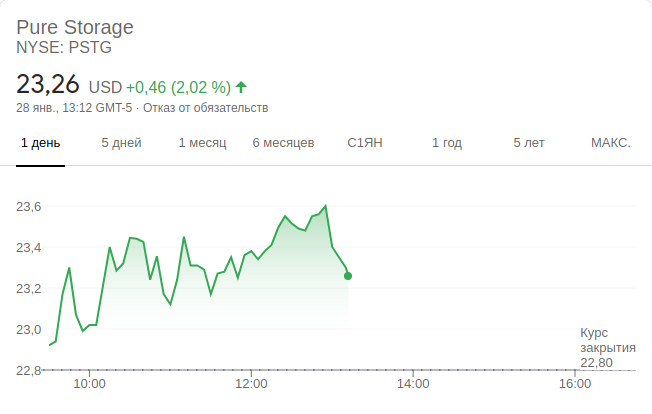 Pure Storage
NYSE: PSTG
23,26 USD +0,46 (2,02 %)
28 янв., 13:12 GMT-5 · Отказ от обязательств
1 день 5 дней 1 месяц 6 месяцев С1ЯН 1 год 5 лет МАКС.
23,6
23,4
23,2
23,0
Курс
закрытия
22,80
22,8
10:00 12:00 14:00 16:00